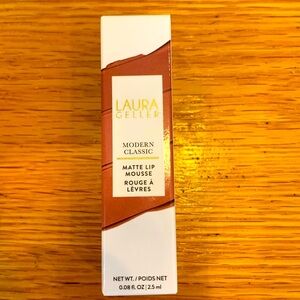 LAURA
GELLER
MODERN
CLASSIC
MATTE LIP
MOUSSE
ROUGE À
LÈVRES
NET WT. / POIDS NET
0.08 fl. OZ | 2.5 ml